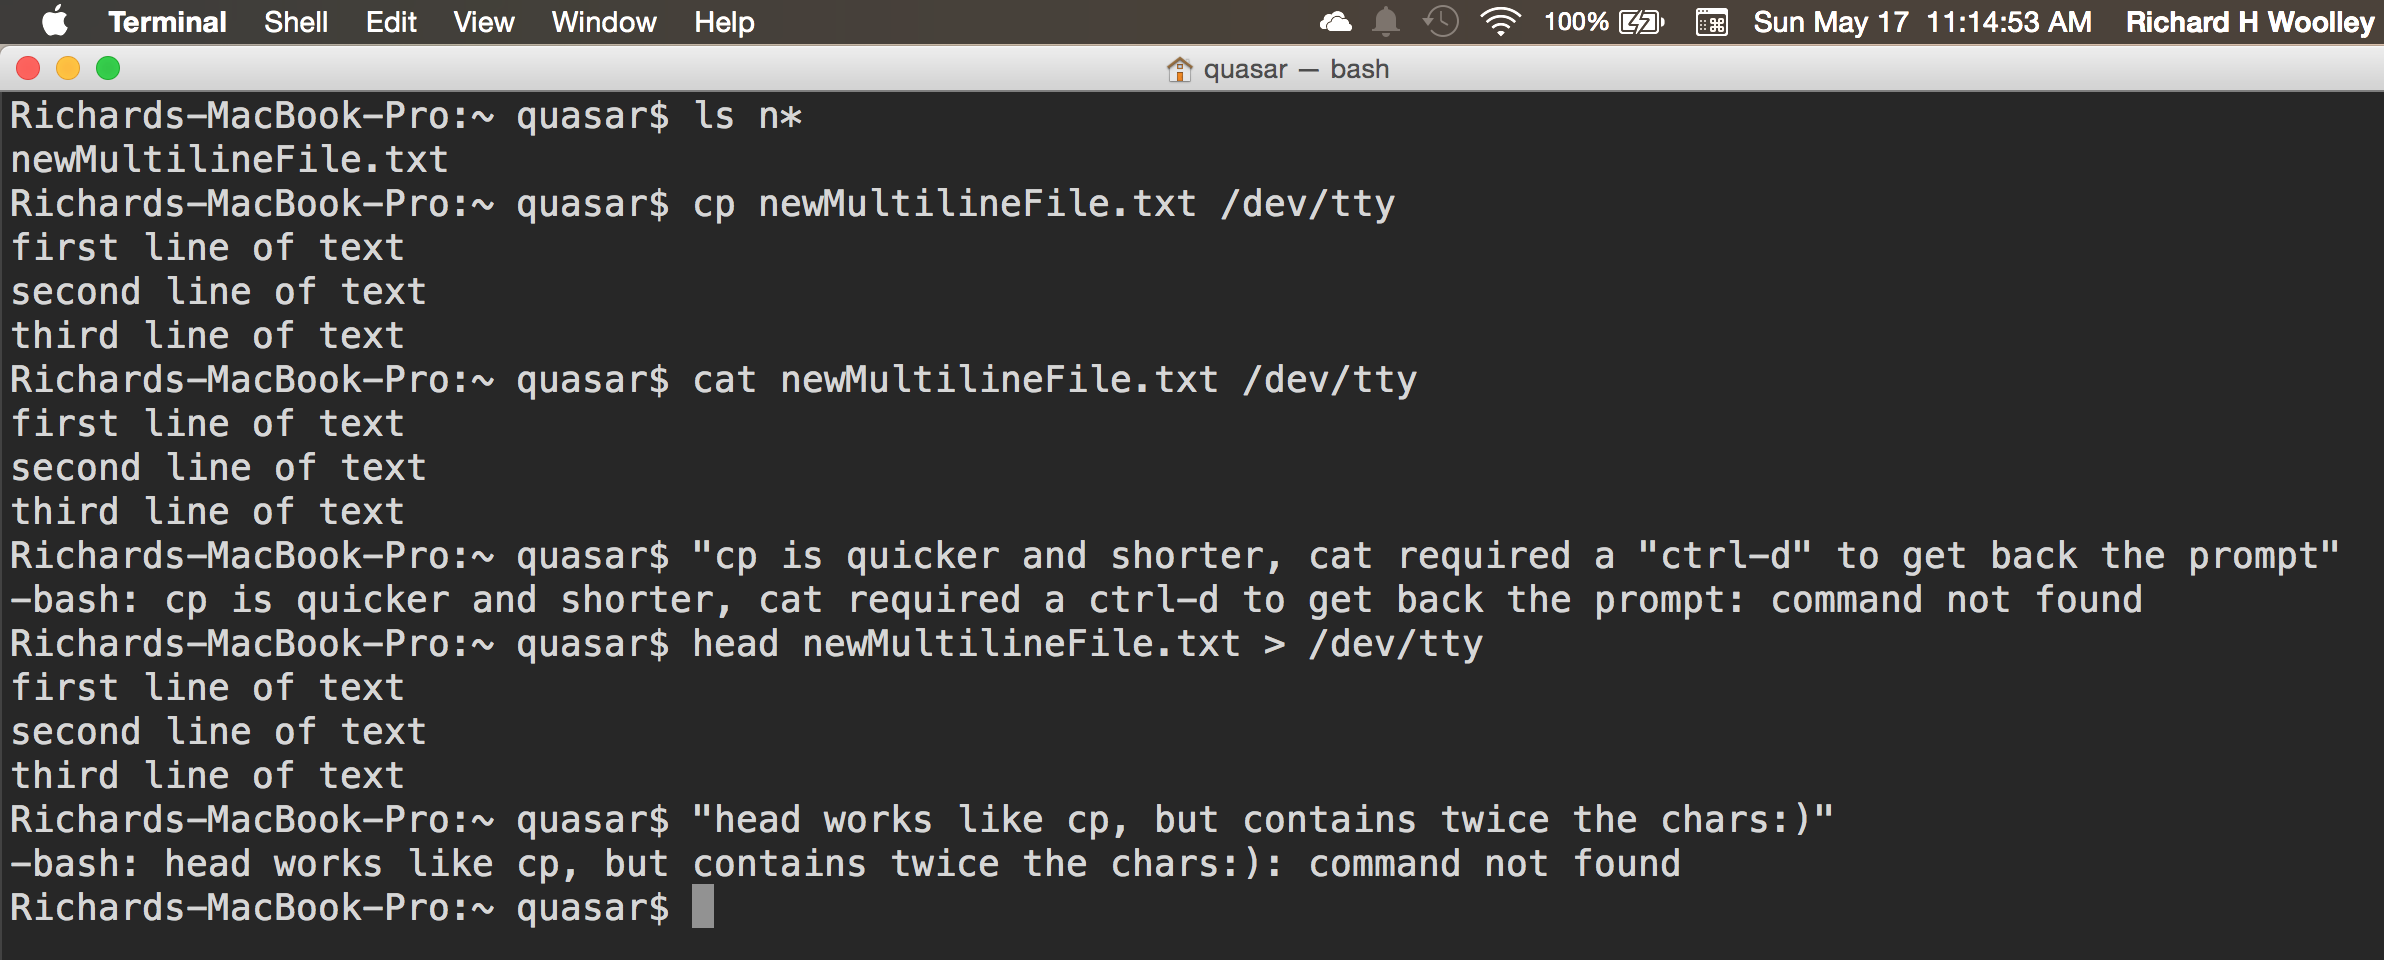 Terminal Shell Edit View Window Help 100% Sun May 17 11:14:53 AM Richard H Woolley
quasar — bash
Richards-MacBook-Pro:~ quasar$ ls n*
newMultilineFile.txt
Richards-MacBook-Pro:~ quasar$ cp newMultilineFile.txt /dev/tty
first line of text
second line of text
third line of text
Richards-MacBook-Pro:~ quasar$ cat newMultilineFile.txt /dev/tty
first line of text
second line of text
third line of text
Richards-MacBook-Pro:~ quasar$ "cp is quicker and shorter, cat required a "ctrl-d" to get back the prompt"
-bash: cp is quicker and shorter, cat required a ctrl-d to get back the prompt: command not found
Richards-MacBook-Pro:~ quasar$ head newMultilineFile.txt > /dev/tty
first line of text
second line of text
third line of text
Richards-MacBook-Pro:~ quasar$ "head works like cp, but contains twice the chars:)"
-bash: head works like cp, but contains twice the chars:): command not found
Richards-MacBook-Pro:~ quasar$